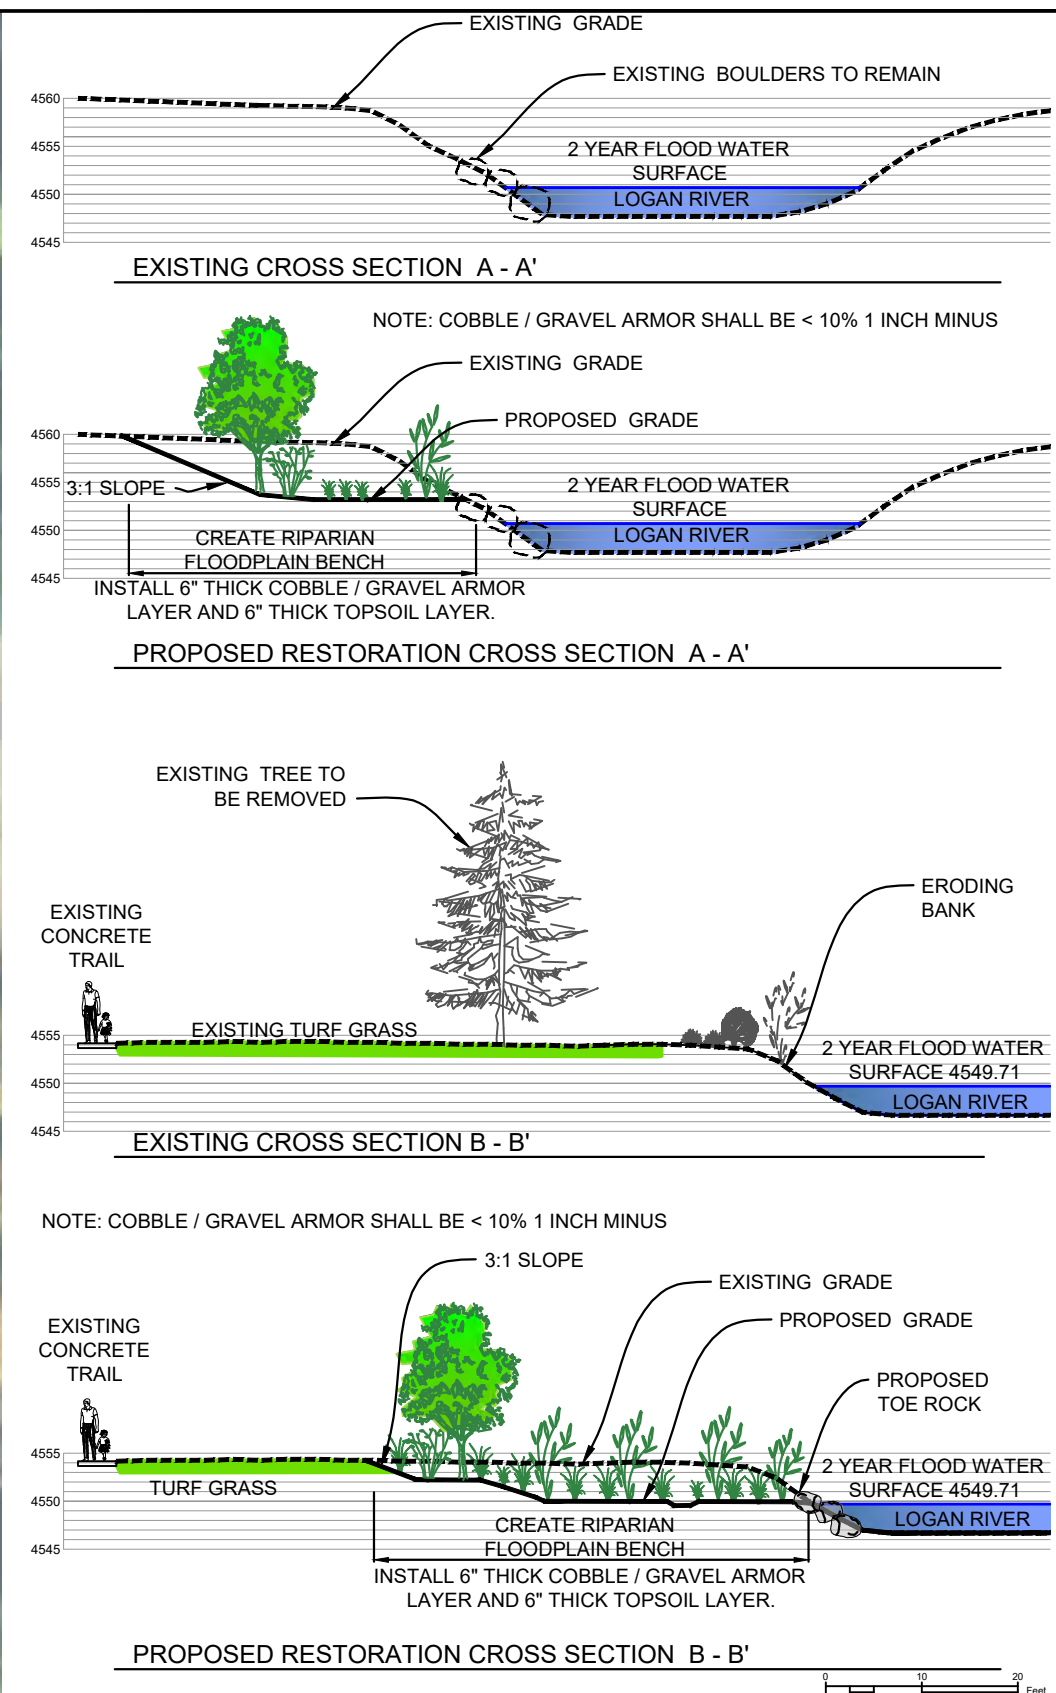 EXISTING GRADE
EXISTING BOULDERS TO REMAIN
4560
4555
2 YEAR FLOOD WATER
SURFACE
4550
LOGAN RIVER
4545
EXISTING CROSS SECTION A - A'
NOTE: COBBLE / GRAVEL ARMOR SHALL BE < 10% 1 INCH MINUS
EXISTING GRADE
PROPOSED GRADE
4560
4555
3:1 SLOPE
2 YEAR FLOOD WATER
SURFACE
4550
LOGAN RIVER
CREATE RIPARIAN
FLOODPLAIN BENCH
4545
INSTALL 6" THICK COBBLE / GRAVEL ARMOR
LAYER AND 6" THICK TOPSOIL LAYER.
PROPOSED RESTORATION CROSS SECTION A - A'
EXISTING TREE TO
BE REMOVED
ERODING
BANK
EXISTING
CONCRETE
TRAIL
EXISTING TURF GRASS
4555
2 YEAR FLOOD WATER
SURFACE 4549.71
4550
LOGAN RIVER
4545
EXISTING CROSS SECTION B - B'
NOTE: COBBLE / GRAVEL ARMOR SHALL BE < 10% 1 INCH MINUS
3:1 SLOPE
EXISTING GRADE
PROPOSED GRADE
EXISTING
CONCRETE
TRAIL
PROPOSED
TOE ROCK
4555
2 YEAR FLOOD WATER
SURFACE 4549.71
TURF GRASS
4550
LOGAN RIVER
CREATE RIPARIAN
FLOODPLAIN BENCH
4545
INSTALL 6" THICK COBBLE / GRAVEL ARMOR
LAYER AND 6" THICK TOPSOIL LAYER.
PROPOSED RESTORATION CROSS SECTION B - B'
0 10 20
Feet